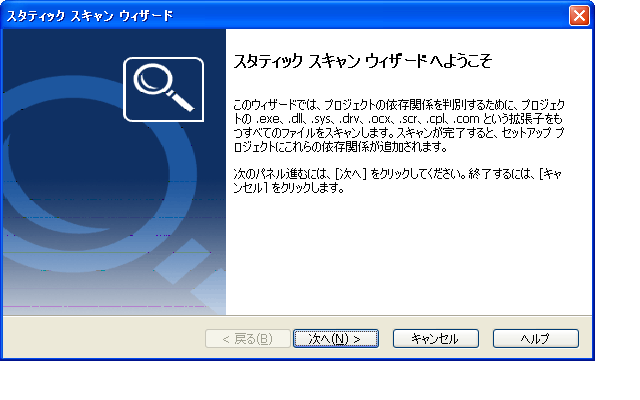 スタティック スキャン ウィザード
スタティック スキャン ウィザードへようこそ
このウィザードでは、プロジェクトの依存関係を判別するために、プロジェク
トの .exe、.dll、.sys、.drv、.ocx、.scr、.cpl、.com という拡張子をも
つすべてのファイルをスキャンします。スキャンが完了すると、セットアップ プ
ロジェクトにこれらの依存関係が追加されます。
次のパネル進むには、[次へ] をクリックしてください。終了するには、[キャ
ンセル] をクリックします。
< 戻る(B)
次へ(N) >
キャンセル
ヘルプ